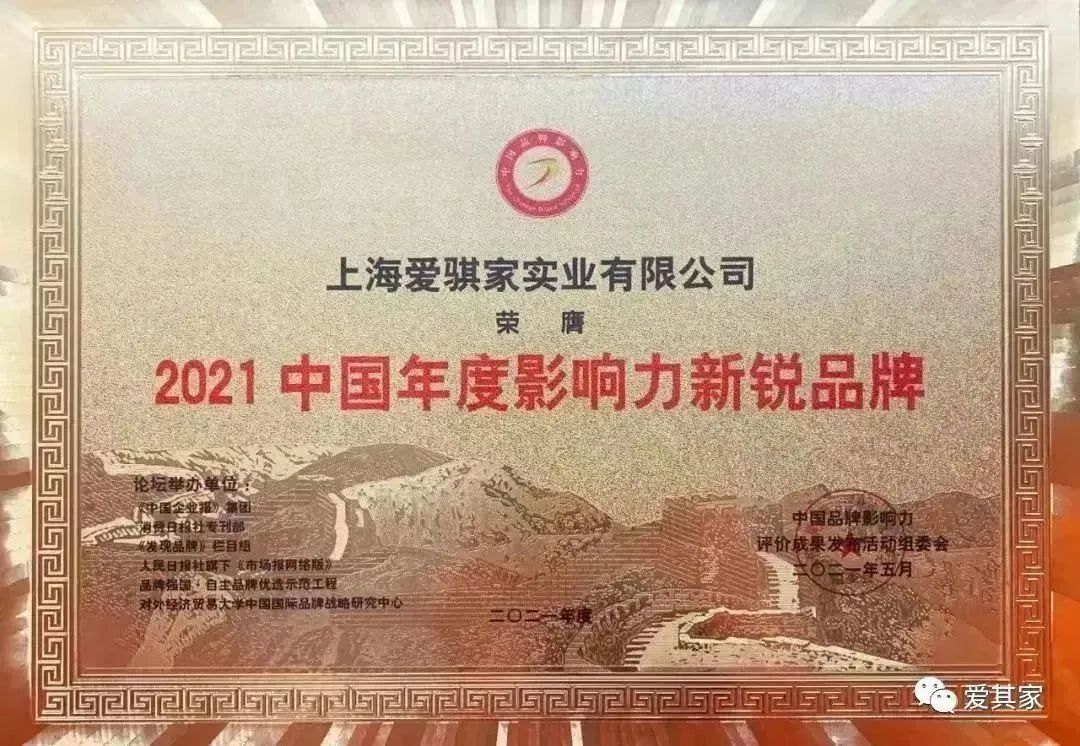 中国品牌影响力
上海爱骐家实业有限公司
荣 膺
2021 中国年度影响力新锐品牌
论坛举办单位：
《中国企业报》集团
消费日报社专刊部
《发现品牌》栏目组
人民日报社旗下《市场报网络版》
品牌强国·自主品牌优选示范工程
对外经济贸易大学中国国际品牌战略研究中心
二〇二一年度
中国品牌影响力
评价成果发布活动组委会
二〇二一年五月
爱其家